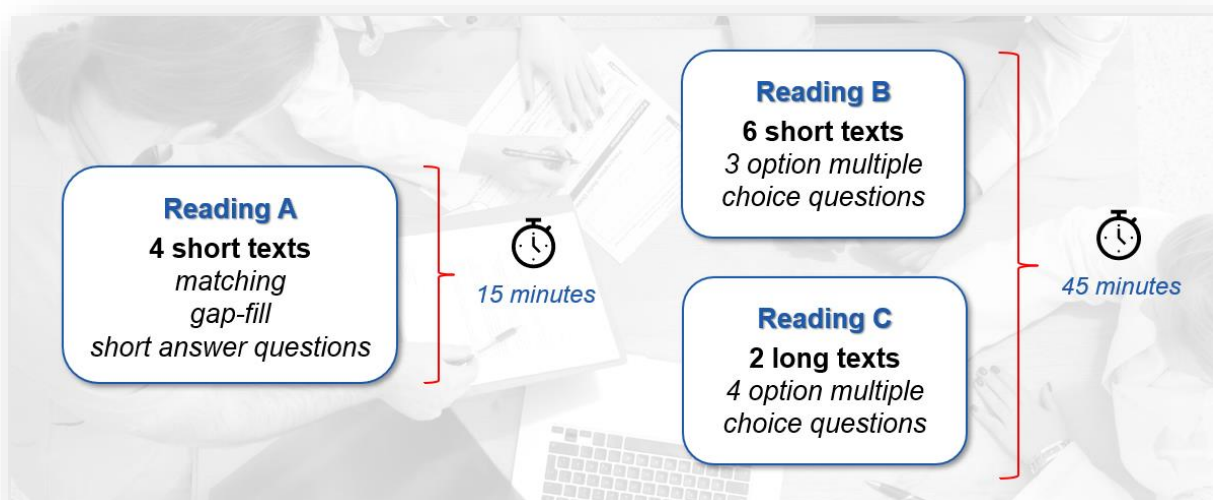 Reading A
4 short texts
matching
gap-fill
short answer questions
15 minutes
Reading B
6 short texts
3 option multiple
choice questions
Reading C
2 long texts
4 option multiple
choice questions
45 minutes